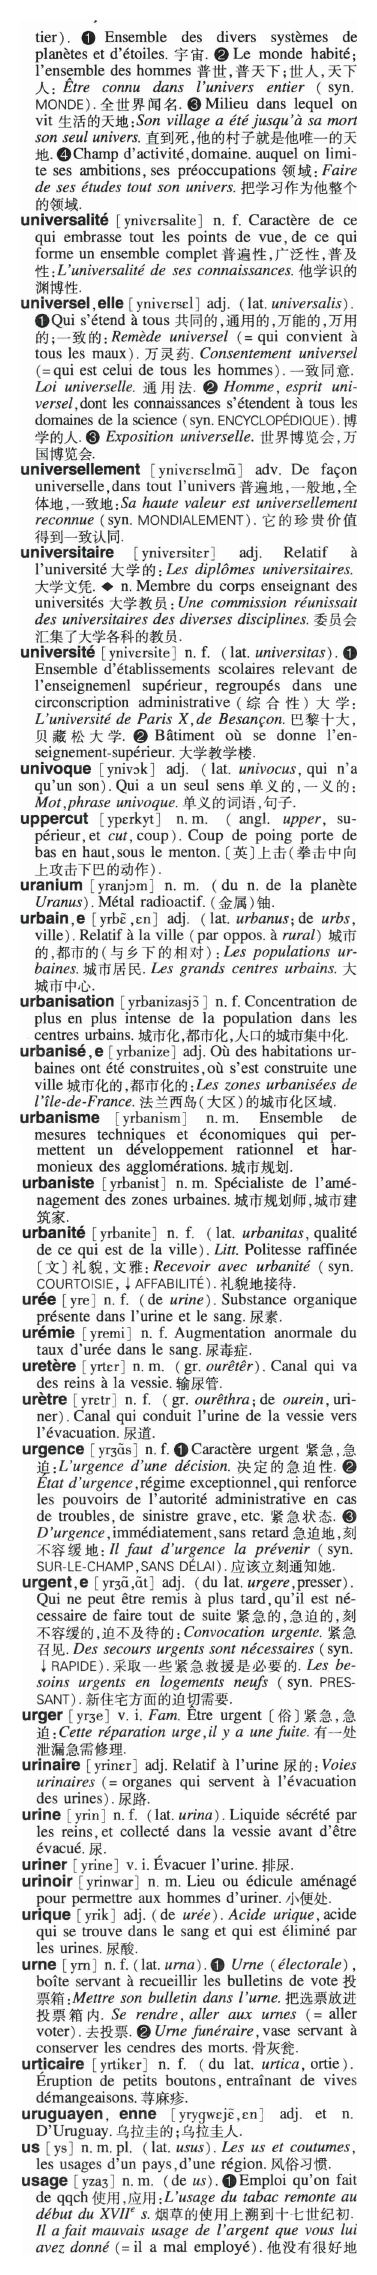 tier). ❶ Ensemble des divers systèmes de
planètes et d'étoiles. 宇宙. ❷ Le monde habité;
l'ensemble des hommes 普世,普天下;世人,天下
人: Être connu dans l'univers entier ( syn.
MONDE). 全世界闻名. ❸ Milieu dans lequel on
vit 生活的天地:Son village a été jusqu'à sa mort
son seul univers. 直到死,他的村子就是他唯一的天
地. ❹ Champ d'activité,domaine. auquel on limi-
te ses ambitions, ses préoccupations 领域: Faire
de ses études tout son univers. 把学习作为他整个
的领域.
universalité [yniversalite] n. f. Caractère de ce
qui embrasse tout les points de vue, de ce qui
forme un ensemble complet 普遍性,广泛性,普及
性:L'universalité de ses connaissances. 他学识的
渊博性.
universel,elle [yniversɛl] adj. (lat. universalis).
❶Qui s'étend à tous 共同的,通用的,万能的,万用
的;一致的:Remède universel (= qui convient à
tous les maux). 万灵药. Consentement universel
(=qui est celui de tous les hommes). 一致同意.
Loi universelle. 通用法. ❷ Homme, esprit uni-
versel,dont les connaissances s'étendent à tous les
domaines de la science (syn. ENCYCLOPÉDIQUE). 博
学的人. ❸ Exposition universelle. 世界博览会,万
国博览会.
universellement [yniversɛlmɑ̃] adv. De façon
universelle,dans tout l'univers 普遍地,一般地,全
体地,一致地:Sa haute valeur est universellement
reconnue (syn. MONDIALEMENT). 它的珍贵价值
得到一致认同.
universitaire [yniversitɛr] adj. Relatif à
l'université 大学的: Les diplômes universitaires.
大学文凭. ◆ n. Membre du corps enseignant des
universités 大学教员: Une commission réunissait
des universitaires des diverses disciplines. 委员会
汇集了大学各科的教员.
université [yniversite] n. f. (lat. universitas). ❶
Ensemble d'établissements scolaires relevant de
l'enseignemenl supérieur, regroupés dans une
circonscription administrative (综合性) 大学:
L'université de Paris X, de Besançon. 巴黎十大,
贝藏松大学. ❷ Bâtiment où se donne l'en-
seignement-supérieur. 大学教学楼.
univoque [ynivɔk] adj. (lat. univocus, qui n'a
qu'un son). Qui a un seul sens 单义的,一义的:
Mot,phrase univoque. 单义的词语,句子.
uppercut [ypɛrkyt] n. m. ( angl. upper, su-
périeur, et cut, coup). Coup de poing porte de
bas en haut,sous le menton. [英]上击(拳击中向
上攻击下巴的动作).
uranium [yranjɔm] n. m. (du n. de la planète
Uranus). Métal radioactif. (金属)铀.
urbain,e [yrbɛ̃,ɛn] adj. (lat. urbanus; de urbs,
ville). Relatif à la ville (par oppos. à rural) 城市
的,都市的(与乡下的相对): Les populations ur-
baines. 城市居民. Les grands centres urbains. 大
城市中心.
urbanisation [yrbanizasjɔ̃] n. f. Concentration de
plus en plus intense de la population dans les
centres urbains. 城市化,都市化,人口的城市集中化.
urbanisé,e [yrbanize] adj. Où des habitations ur-
baines ont été construites, où s'est construite une
ville 城市化的,都市化的:Les zones urbanisées de
l'île-de-France. 法兰西岛(大区)的城市化区域.
urbanisme [yrbanism] n. m. Ensemble de
mesures techniques et économiques qui per-
mettent un développement rationnel et har-
monieux des agglomérations. 城市规划.
urbaniste [yrbanist] n. m. Spécialiste de l'amé-
nagement des zones urbaines. 城市规划师,城市建
筑家.
urbanité [yrbanite] n. f. (lat. urbanitas, qualité
de ce qui est de la ville). Litt. Politesse raffinée
[文] 礼貌, 文雅: Recevoir avec urbanité ( syn.
COURTOISIE, ↓ AFFABILITÉ). 礼貌地接待.
urée [yre] n. f. (de urine). Substance organique
présente dans l'urine et le sang. 尿素.
urémie [yremi] n. f. Augmentation anormale du
taux d'urée dans le sang. 尿毒症.
uretère [yrtɛr] n. m. (gr. ourêtêr). Canal qui va
des reins à la vessie. 输尿管.
urètre [yrɛtr] n. f. (gr. ourêthra; de ourein, uri-
ner). Canal qui conduit l'urine de la vessie vers
l'évacuation. 尿道.
urgence [yrʒɑ̃s] n. f. ❶ Caractère urgent 紧急,急
迫:L'urgence d'une décision. 决定的急迫性. ❷
État d'urgence,régime exceptionnel,qui renforce
les pouvoirs de l'autorité administrative en cas
de troubles, de sinistre grave, etc. 紧急状态. ❸
D'urgence,immédiatement,sans retard 急迫地,刻
不容缓地: Il faut d'urgence la prévenir ( syn.
SUR-LE-CHAMP,SANS DÉLAI). 应该立刻通知她.
urgent,e [yrʒɑ̃,ɑ̃t] adj. (du lat. urgere,presser).
Qui ne peut être remis à plus tard, qu'il est né-
cessaire de faire tout de suite 紧急的,急迫的,刻
不容缓的,迫不及待的: Convocation urgente. 紧急
召见. Des secours urgents sont nécessaires (syn.
↓ RAPIDE). 采取一些紧急救援是必要的. Les be-
soins urgents en logements neufs ( syn. PRES-
SANT). 新住宅方面的迫切需要.
urger [yrʒe] v. i. Fam. Être urgent [俗] 紧急,急
迫:Cette réparation urge, il y a une fuite. 有一处
泄漏急需修理.
urinaire [yrinɛr] adj. Relatif à l'urine 尿的: Voies
urinaires (= organes qui servent à l'évacuation
des urines). 尿路.
urine [yrin] n. f. (lat. urina). Liquide sécrété par
les reins, et collecté dans la vessie avant d'être
évacué. 尿.
uriner [yrine] v. i. Évacuer l'urine. 排尿.
urinoir [yrinwar] n. m. Lieu ou édicule aménagé
pour permettre aux hommes d'uriner. 小便处.
urique [yrik] adj. (de urée). Acide urique,acide
qui se trouve dans le sang et qui est éliminé par
les urines. 尿酸.
urne [yrn] n. f. (lat. urna). ❶ Urne (électorale),
boîte servant à recueillir les bulletins de vote 投
票箱:Mettre son bulletin dans l'urne. 把选票放进
投票箱内. Se rendre, aller aux urnes (= aller
voter). 去投票. ❷ Urne funéraire, vase servant à
conserver les cendres des morts. 骨灰瓮.
urticaire [yrtikɛr] n. f. (du lat. urtica, ortie).
Éruption de petits boutons, entraînant de vives
démangeaisons. 荨麻疹.
uruguayen, enne [yrygwɛjɛ̃,ɛn] adj. et n.
D'Uruguay. 乌拉圭的;乌拉圭人.
us [ys] n. m. pl. (lat. usus). Les us et coutumes,
les usages d'un pays,d'une région. 风俗习惯.
usage [yzaʒ] n. m. (de us). ❶Emploi qu'on fait
de qqch 使用,应用:L'usage du tabac remonte au
début du XVIIe s. 烟草的使用上溯到十七世纪初.
Il a fait mauvais usage de l'argent que vous lui
avez donné (= il a mal employé). 他没有很好地